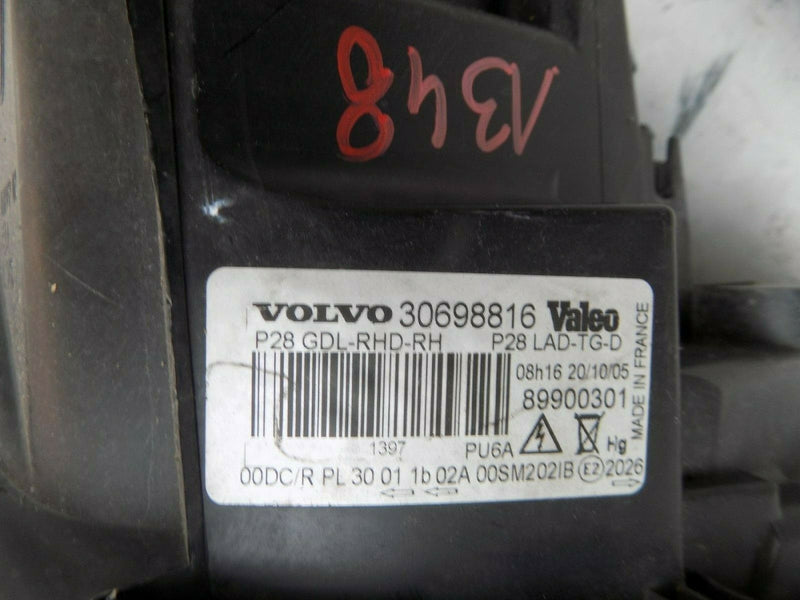 1348
VOLVO 30698816 Valeo
P28 GDL-RHD-RH P28 LAD-TG-D
08h16 20/10/05
89900301
MADE IN FRANCE
1397 PU6A Hg
00DC/R PL 30 01 1b 02A 00SM202IB E2 2026